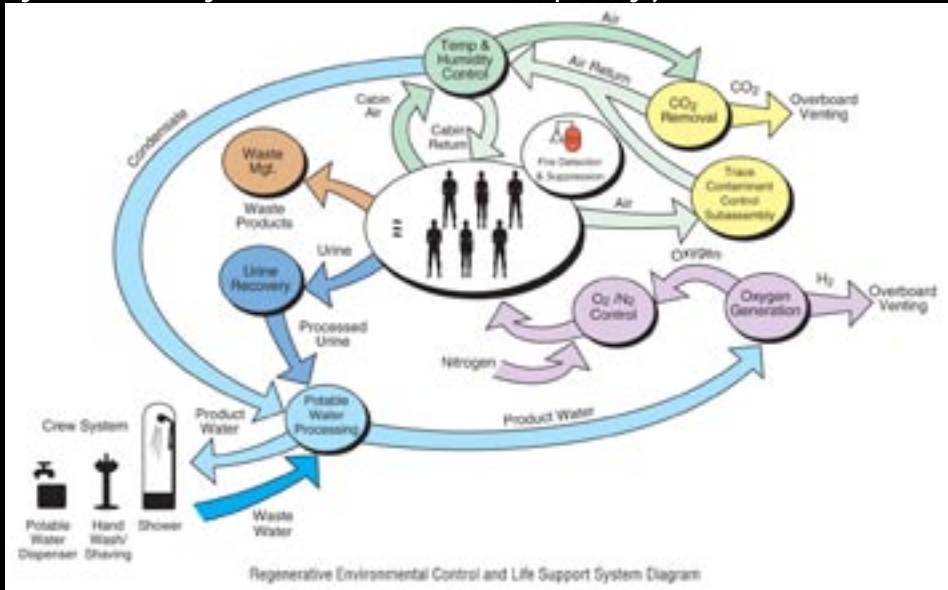 Air
Temp &
Humidity
Control
Air Return
CO2
Overboard
Venting
CO2
Removal
Cabin
Air
Cabin
Return
Condensate
Waste
Mgt.
Fire Detection
& Suppression
Trace
Contaminant
Control
Subassembly
Waste
Products
Air
Urine
Oxygen
Urine
Recovery
O2 /N2
Control
Oxygen
Generation
H2
Overboard
Venting
Processed
Urine
Nitrogen
Potable
Water
Processing
Product
Water
Product Water
Crew System
Waste
Water
Potable
Water
Dispenser
Hand
Wash/
Shaving
Shower
Regenerative Environmental Control and Life Support System Diagram